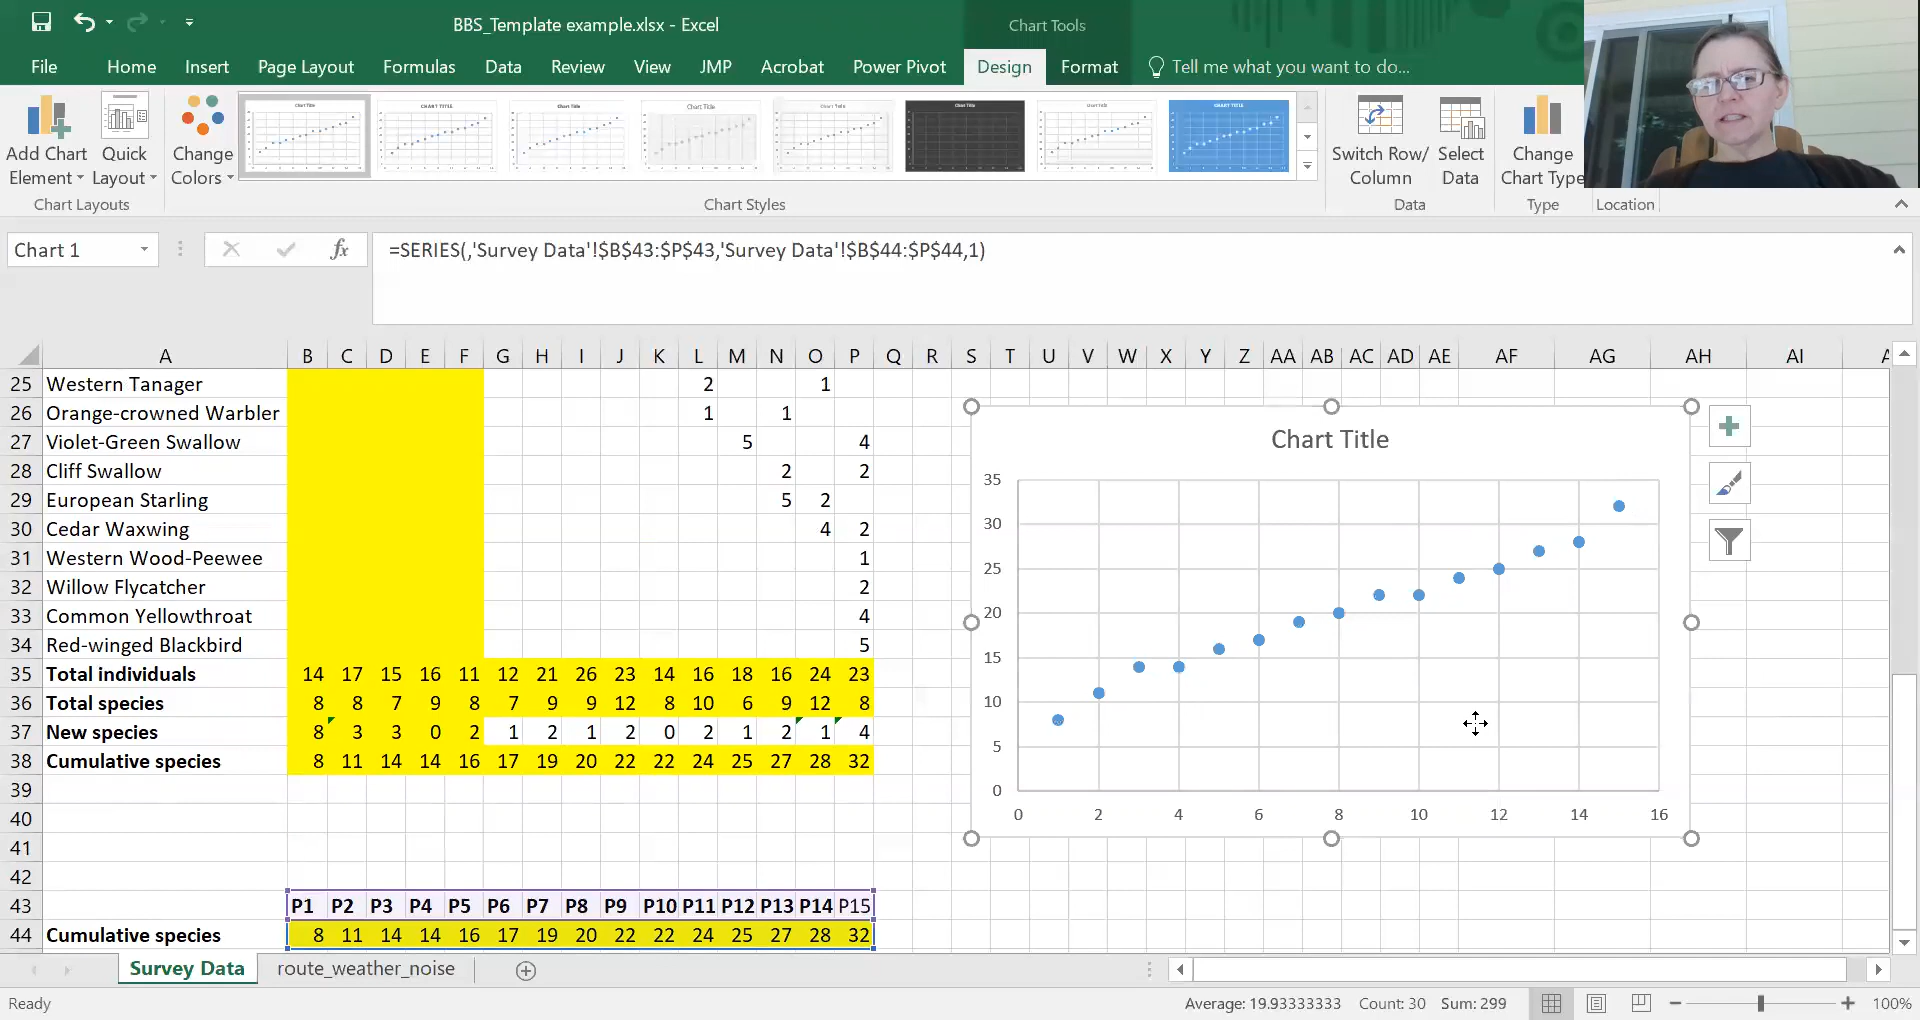 BBS_Template example.xlsx - Excel
Chart Tools
File Home Insert Page Layout Formulas Data Review View JMP Acrobat Power Pivot Design Format Tell me what you want to do...
Add Chart Element
Quick Layout
Change Colors
Switch Row/ Column
Select Data
Change Chart Type
Chart Layouts
Chart Styles
Data
Type
Location
Chart 1
fx
=SERIES(,'Survey Data'!$B$43:$P$43,'Survey Data'!$B$44:$P$44,1)
A B C D E F G H I J K L M N O P Q R S T U V W X Y Z AA AB AC AD AE AF AG AH AI
25 Western Tanager 2 1
26 Orange-crowned Warbler 1 1
27 Violet-Green Swallow 5 4
28 Cliff Swallow 2 2
29 European Starling 5 2
30 Cedar Waxwing 4 2
31 Western Wood-Peewee 1
32 Willow Flycatcher 2
33 Common Yellowthroat 4
34 Red-winged Blackbird 5
35 Total individuals 14 17 15 16 11 12 21 26 23 14 16 18 16 24 23
36 Total species 8 8 7 9 8 7 9 9 12 8 10 6 9 12 8
37 New species 8 3 3 0 2 1 2 1 2 0 2 1 2 1 4
38 Cumulative species 8 11 14 14 16 17 19 20 22 22 24 25 27 28 32
39
40
41
42
43 P1 P2 P3 P4 P5 P6 P7 P8 P9 P10 P11 P12 P13 P14 P15
44 Cumulative species 8 11 14 14 16 17 19 20 22 22 24 25 27 28 32
Chart Title
35
30
25
20
15
10
5
0
0 2 4 6 8 10 12 14 16
Survey Data route_weather_noise
Ready
Average: 19.93333333 Count: 30 Sum: 299
100%